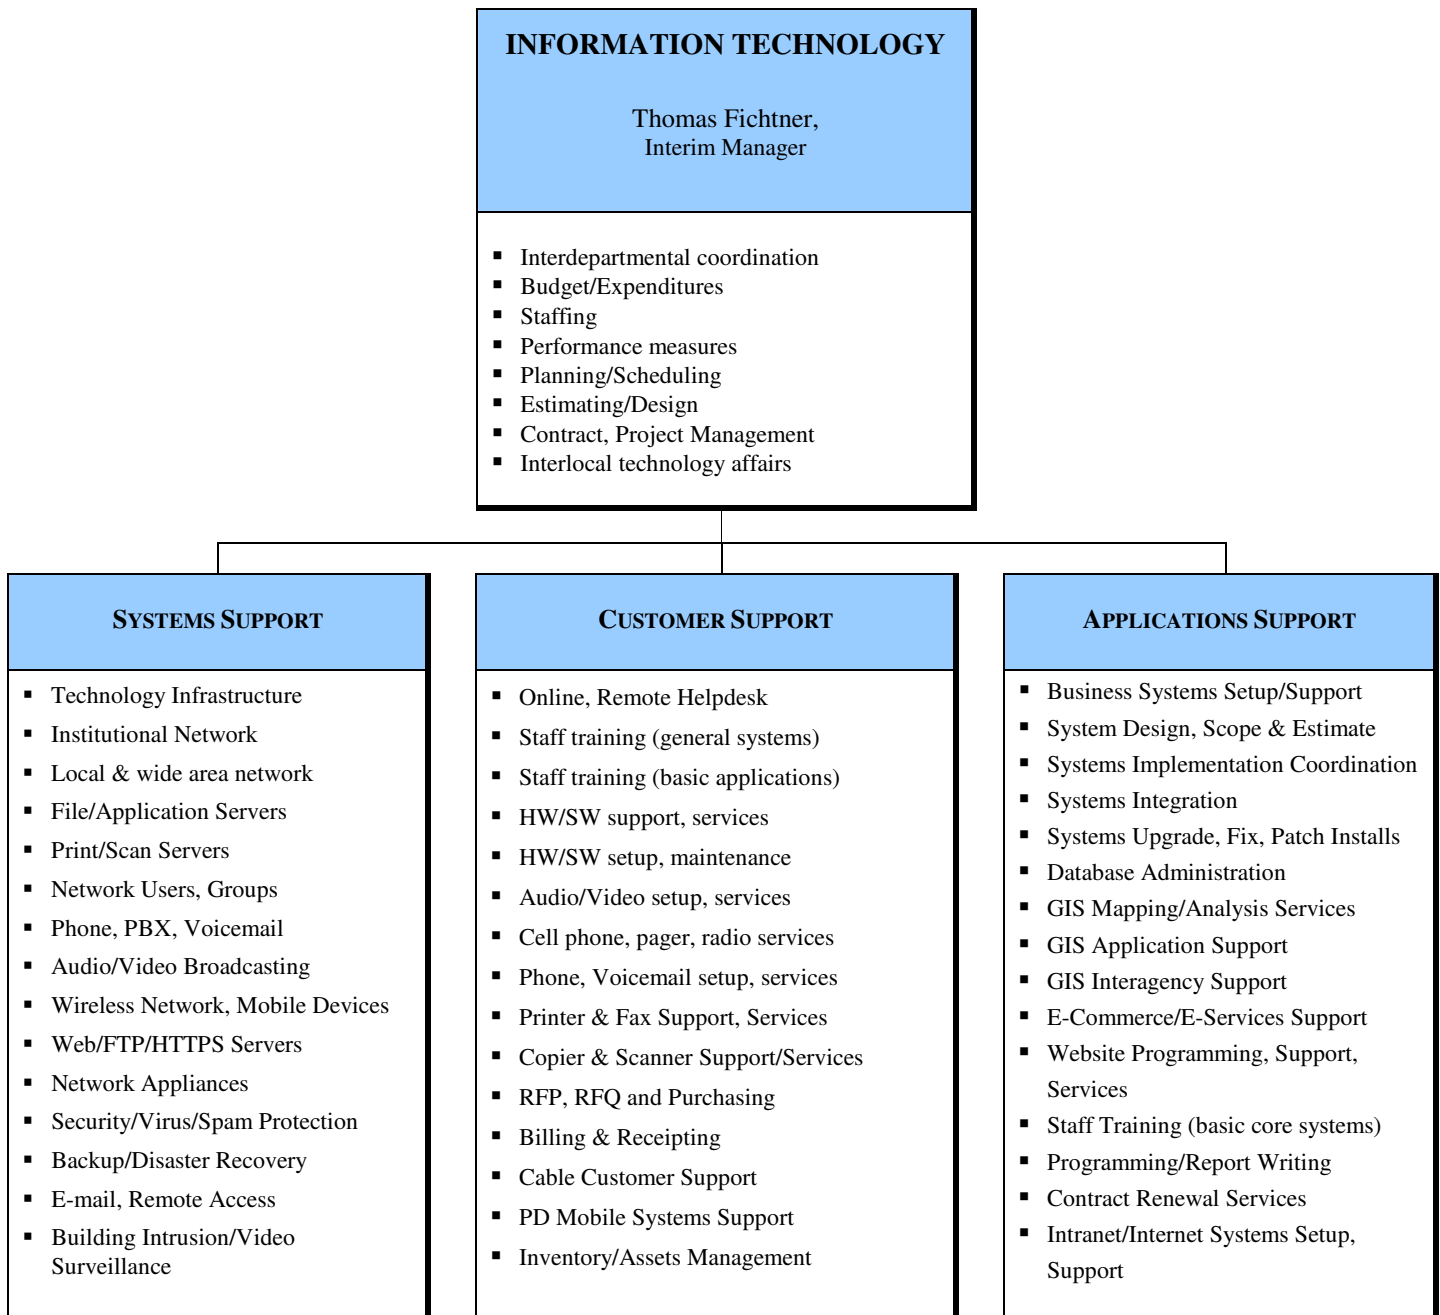 INFORMATION TECHNOLOGY
Thomas Fichtner,
Interim Manager
▪ Interdepartmental coordination
▪ Budget/Expenditures
▪ Staffing
▪ Performance measures
▪ Planning/Scheduling
▪ Estimating/Design
▪ Contract, Project Management
▪ Interlocal technology affairs
SYSTEMS SUPPORT
▪ Technology Infrastructure
▪ Institutional Network
▪ Local & wide area network
▪ File/Application Servers
▪ Print/Scan Servers
▪ Network Users, Groups
▪ Phone, PBX, Voicemail
▪ Audio/Video Broadcasting
▪ Wireless Network, Mobile Devices
▪ Web/FTP/HTTPS Servers
▪ Network Appliances
▪ Security/Virus/Spam Protection
▪ Backup/Disaster Recovery
▪ E-mail, Remote Access
▪ Building Intrusion/Video
Surveillance
CUSTOMER SUPPORT
▪ Online, Remote Helpdesk
▪ Staff training (general systems)
▪ Staff training (basic applications)
▪ HW/SW support, services
▪ HW/SW setup, maintenance
▪ Audio/Video setup, services
▪ Cell phone, pager, radio services
▪ Phone, Voicemail setup, services
▪ Printer & Fax Support, Services
▪ Copier & Scanner Support/Services
▪ RFP, RFQ and Purchasing
▪ Billing & Receipting
▪ Cable Customer Support
▪ PD Mobile Systems Support
▪ Inventory/Assets Management
APPLICATIONS SUPPORT
▪ Business Systems Setup/Support
▪ System Design, Scope & Estimate
▪ Systems Implementation Coordination
▪ Systems Integration
▪ Systems Upgrade, Fix, Patch Installs
▪ Database Administration
▪ GIS Mapping/Analysis Services
▪ GIS Application Support
▪ GIS Interagency Support
▪ E-Commerce/E-Services Support
▪ Website Programming, Support,
Services
▪ Staff Training (basic core systems)
▪ Programming/Report Writing
▪ Contract Renewal Services
▪ Intranet/Internet Systems Setup,
Support